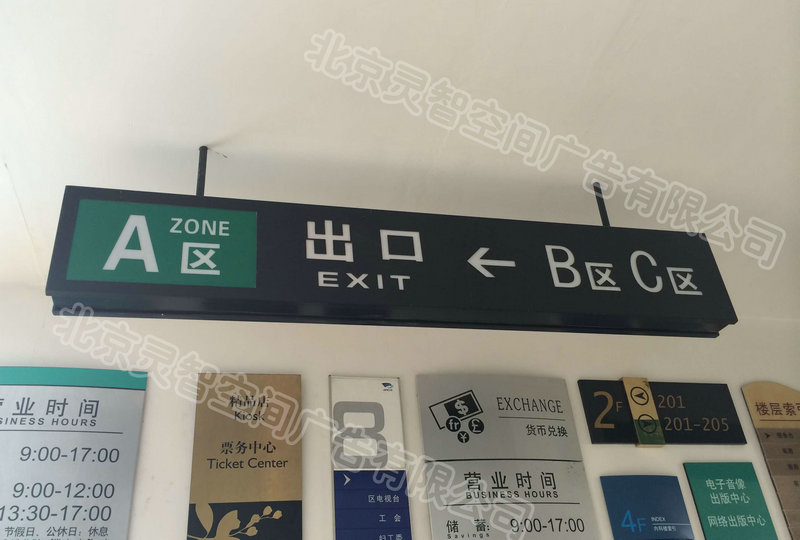 北京灵智空间广告有限公司
A ZONE 区
出口
EXIT
← B区 C区
北京灵智空间广告有限公司
业时间
BUSINESS HOURS
9:00-17:00
9:00-12:00
13:30-17:00
节假日、公休日：休息
精品店
Kiosk
票务中心
Ticket Center
8
区电视台
工会
妇工委
$
fr
£
¥
EXCHANGE
货币兑换
营业时间
BUSINESS HOURS
储蓄:
Savings
9:00-17:00
2F
201
201-205
4F
INDEX
楼层索
电子音像
出版中心
网络出版中心